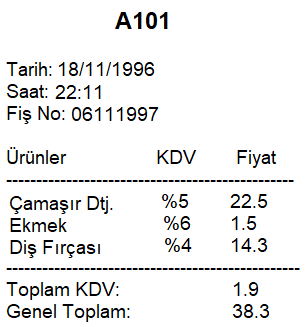 A101
Tarih: 18/11/1996
Saat: 22:11
Fiş No: 06111997
Ürünler KDV Fiyat
------------------------------------------------
Çamaşır Dtj. %5 22.5
Ekmek %6 1.5
Diş Fırçası %4 14.3
------------------------------------------------
Toplam KDV: 1.9
Genel Toplam: 38.3